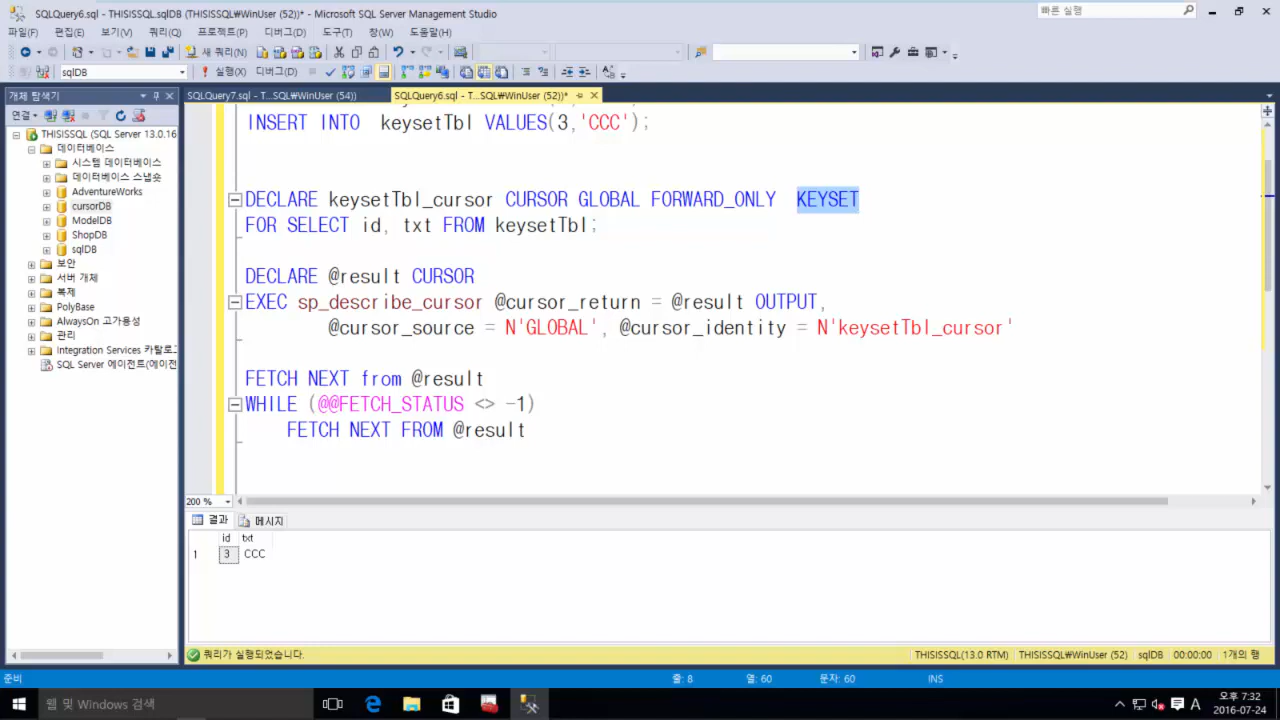 SQLQuery6.sql - THISISSQL.sqlDB (THISISSQL₩WinUser (52))* - Microsoft SQL Server Management Studio
빠른 실행
파일(F) 편집(E) 보기(V) 쿼리(Q) 프로젝트(P) 디버그(D) 도구(T) 창(W) 도움말(H)
새 쿼리(N)
sqlDB
실행(X) 디버그(D)
개체 탐색기
SQLQuery7.sql - T...SQL₩WinUser (54))
SQLQuery6.sql - T...SQL₩WinUser (52))*
연결
THISISSQL (SQL Server 13.0.16
데이터베이스
시스템 데이터베이스
데이터베이스 스냅숏
AdventureWorks
cursorDB
ModelDB
ShopDB
sqlDB
보안
서버 개체
복제
PolyBase
AlwaysOn 고가용성
관리
Integration Services 카탈로그
SQL Server 에이전트(에이전
INSERT INTO keysetTbl VALUES(3,'CCC');
DECLARE keysetTbl_cursor CURSOR GLOBAL FORWARD_ONLY KEYSET
FOR SELECT id, txt FROM keysetTbl;
DECLARE @result CURSOR
EXEC sp_describe_cursor @cursor_return = @result OUTPUT,
@cursor_source = N'GLOBAL', @cursor_identity = N'keysetTbl_cursor'
FETCH NEXT from @result
WHILE (@@FETCH_STATUS <> -1)
FETCH NEXT FROM @result
200 %
결과 메시지
id txt
1 3 CCC
쿼리가 실행되었습니다.
THISISSQL(13.0 RTM) THISISSQL₩WinUser (52) sqlDB 00:00:00 1개의 행
준비 줄: 8 열: 60 문자: 60 INS
웹 및 Windows 검색
A
오후 7:32
2016-07-24